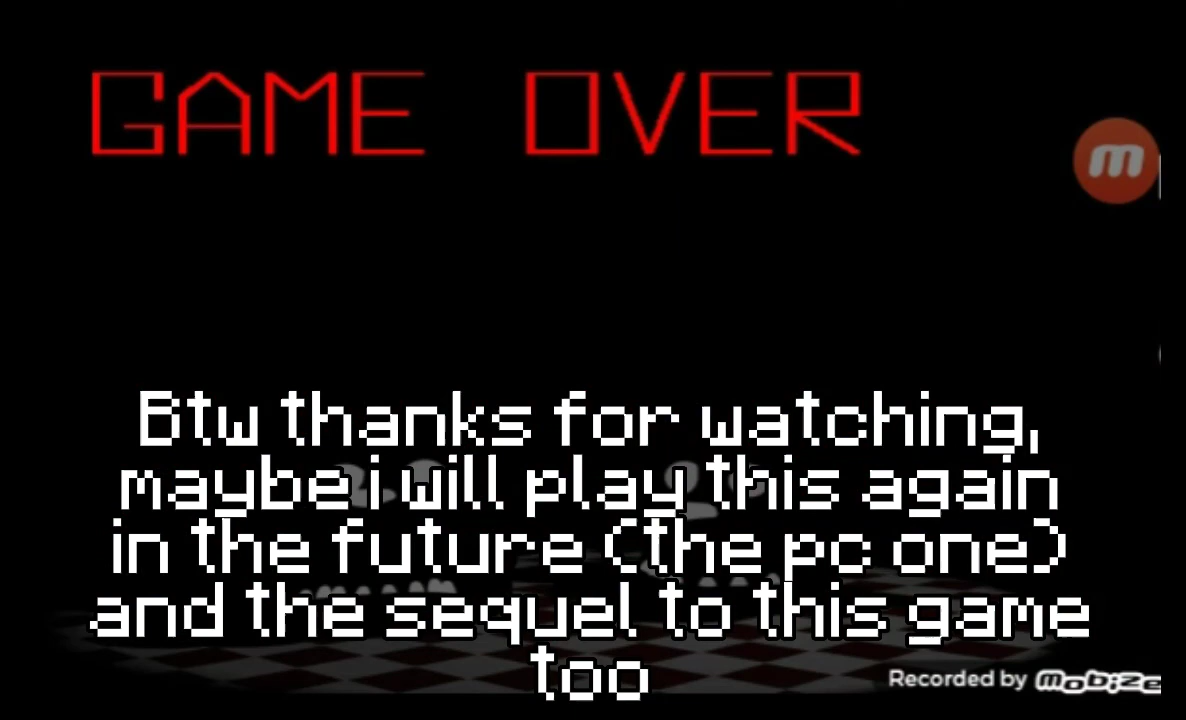 GAME OVER
m
Btw thanks for watching,
maybe i will play this again
in the future (the pc one)
and the sequel to this game
too
Recorded by mobize